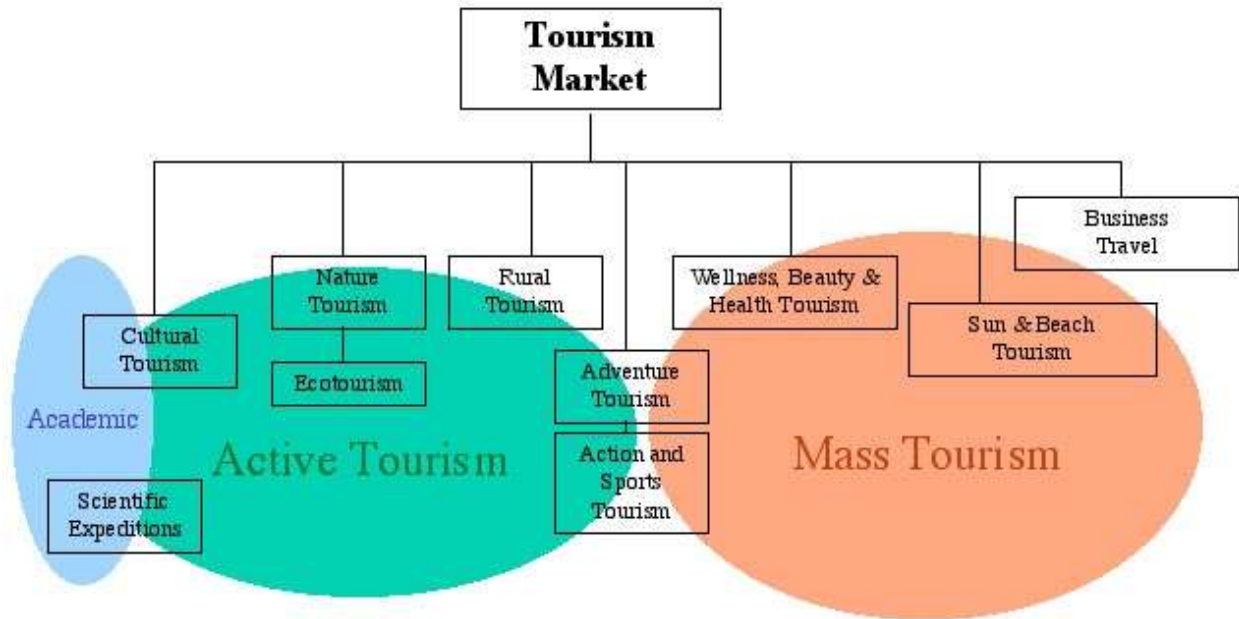 Tourism
Market
Business
Travel
Nature
Tourism
Rural
Tourism
Wellness, Beauty &
Health Tourism
Cultural
Tourism
Sun & Beach
Tourism
Ecotourism
Adventure
Tourism
Academic
Active Tourism
Mass Tourism
Action and
Sports
Tourism
Scientific
Expeditions